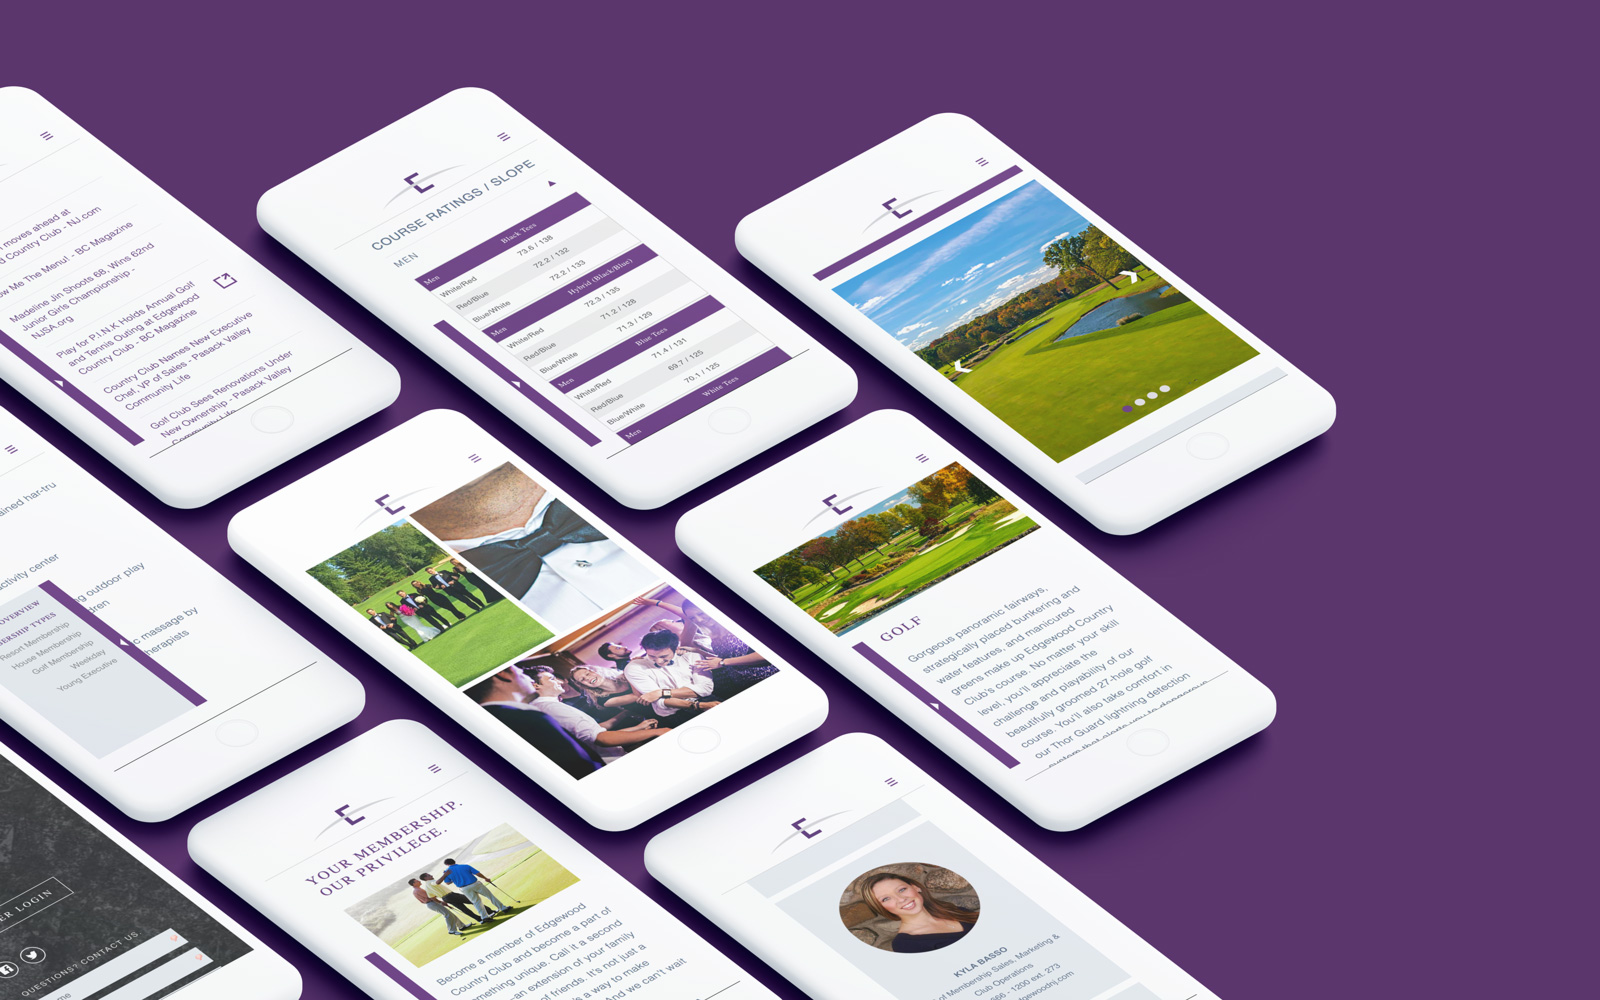 moves ahead at
Country Club - NJ.com
Me The Menu! - BC Magazine
Madeline Jin Shoots 68, Wins 62nd
Junior Girls Championship -
NJSA.org
Play for P.I.N.K Holds Annual Golf
and Tennis Outing at Edgewood
Country Club - BC Magazine
Country Club Names New Executive
Chef, VP of Sales - Pasack Valley
Community Life
Golf Club Sees Renovations Under
New Ownership - Pasack Valley
Community Life
COURSE RATINGS / SLOPE
MEN
Men Black Tees
White/Red 73.6 / 138
Red/Blue 72.2 / 132
Blue/White 72.2 / 133
Men Hybrid (Black/Blue)
White/Red 72.3 / 135
Red/Blue 71.2 / 128
Blue/White 71.3 / 129
Men Blue Tees
White/Red 71.4 / 131
Red/Blue 69.7 / 125
Blue/White 70.1 / 125
Men White Tees
har-tru
activity center
outdoor play
massage by
OVERVIEW
TYPES
Resort Membership
House Membership
Golf Membership
Weekday
Young Executive
GOLF
Gorgeous panoramic fairways,
strategically placed bunkering and
water features, and manicured
greens make up Edgewood Country
Club's course. No matter your skill
level, you'll appreciate the
challenge and playability of our
beautifully groomed 27-hole golf
course. You'll also take comfort in
our Thor Guard lightning detection
LOGIN
QUESTIONS? CONTACT US.
YOUR MEMBERSHIP.
OUR PRIVILEGE.
Become a member of Edgewood
Country Club and become a part of
something unique. Call it a second
—an extension of your family
of friends. It's not just a
a way to make
And we can't wait
KYLA BASSO
of Membership Sales, Marketing &
Club Operations
666 - 1200 ext. 273